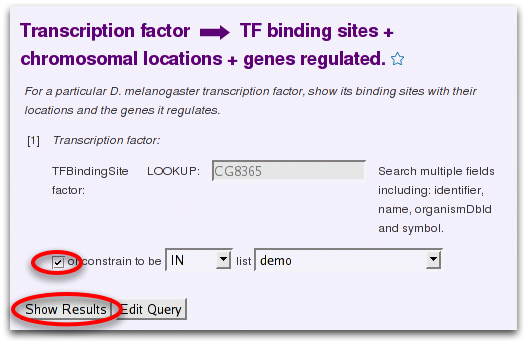 Transcription factor TF binding sites +
chromosomal locations + genes regulated.
For a particular D. melanogaster transcription factor, show its binding sites with their
locations and the genes it regulates.
[1] Transcription factor:
TFBindingSite LOOKUP: CG8365 Search multiple fields
factor: including: identifier,
name, organismDbId
and symbol.
or constrain to be IN list demo
Show Results Edit Query